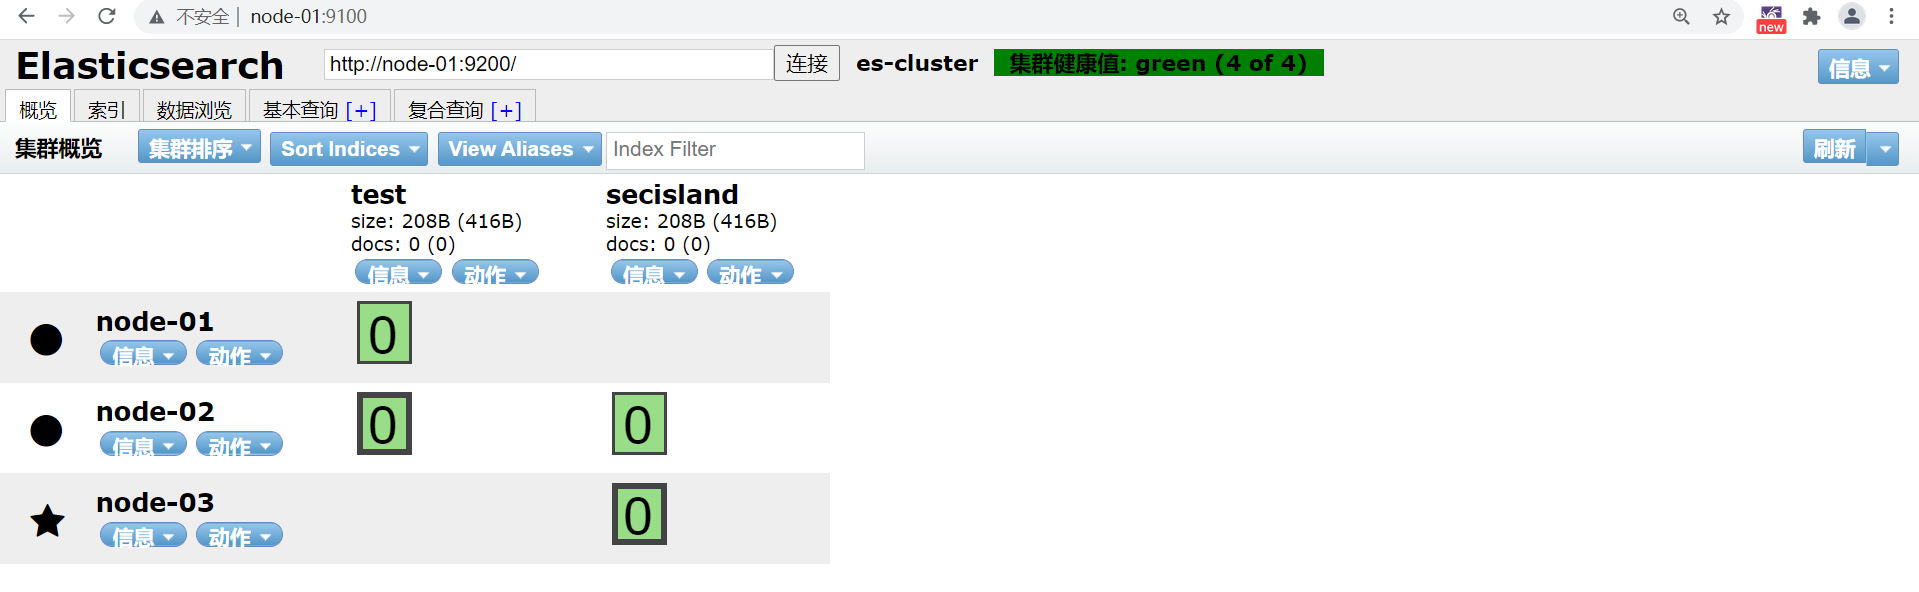 不安全 | node-01:9100
new
Elasticsearch http://node-01:9200/ 连接 es-cluster 集群健康值: green (4 of 4) 信息
概览 索引 数据浏览 基本查询 [+] 复合查询 [+]
集群概览 集群排序 Sort Indices View Aliases Index Filter 刷新
test secisland
size: 208B (416B) size: 208B (416B)
docs: 0 (0) docs: 0 (0)
信息 动作 信息 动作
node-01 0
信息 动作
node-02 0 0
信息 动作
node-03 0
信息 动作